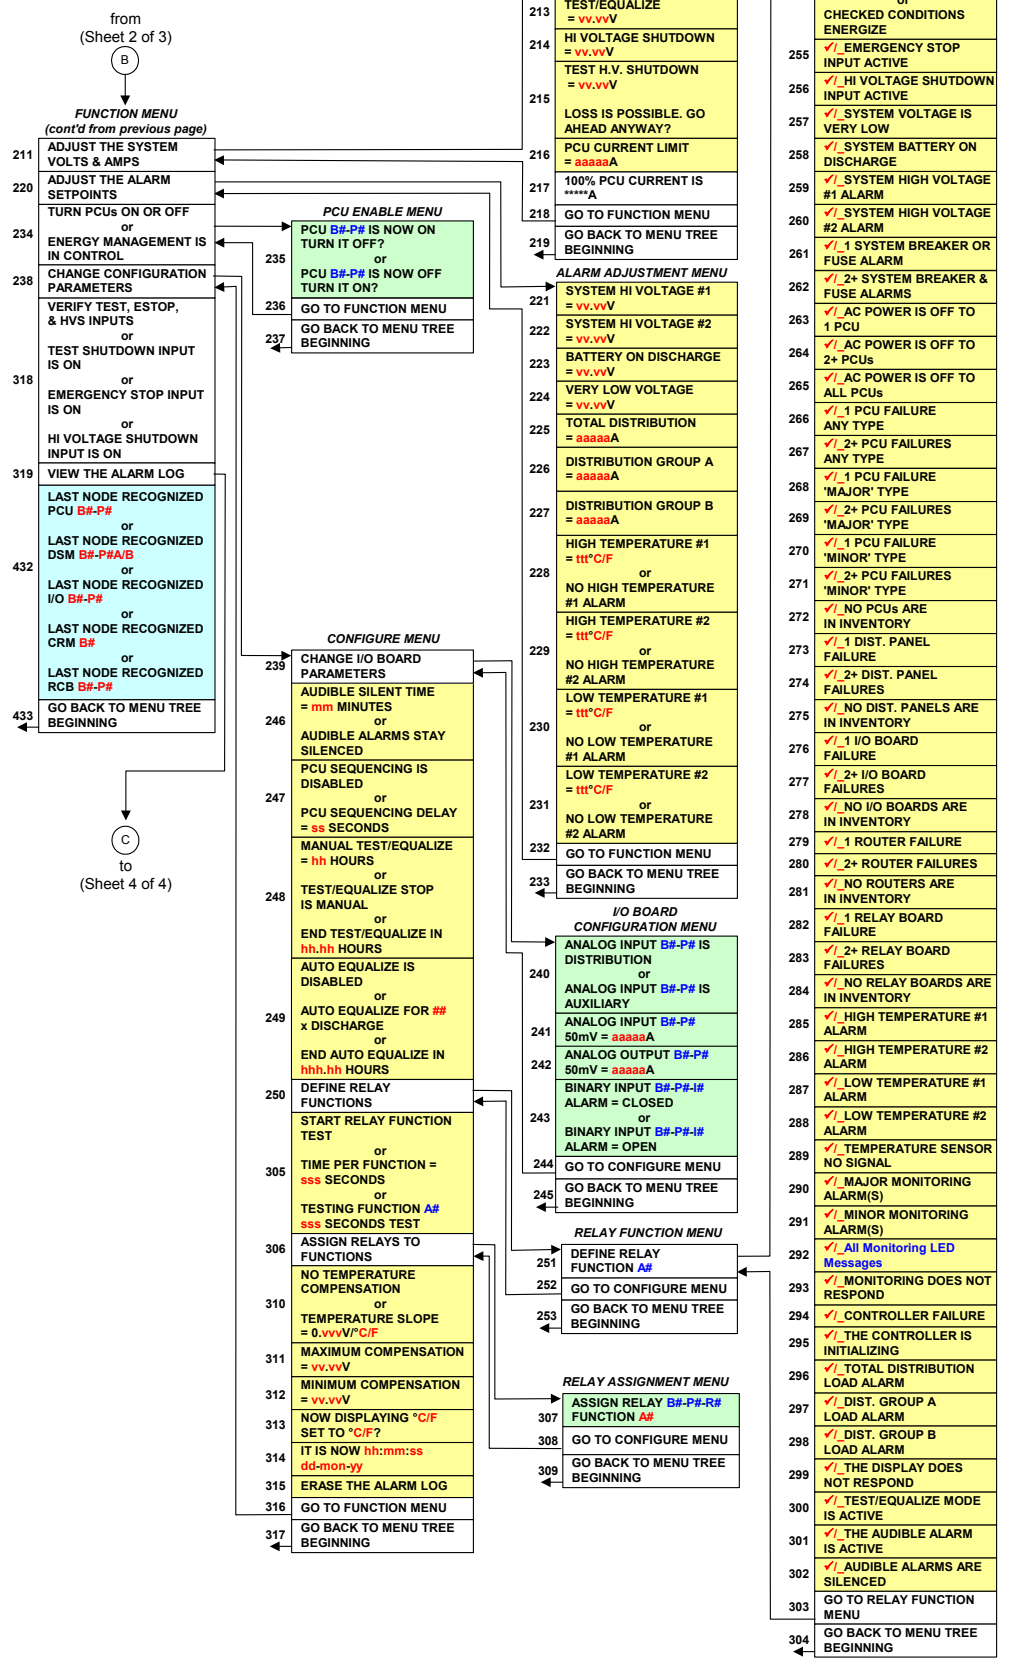 from
(Sheet 2 of 3)
B
FUNCTION MENU
(cont'd from previous page)
211
ADJUST THE SYSTEM
VOLTS & AMPS
220
ADJUST THE ALARM
SETPOINTS
234
TURN PCUs ON OR OFF
or
ENERGY MANAGEMENT IS
IN CONTROL
238
CHANGE CONFIGURATION
PARAMETERS
318
VERIFY TEST, ESTOP,
& HVS INPUTS
or
TEST SHUTDOWN INPUT
IS ON
or
EMERGENCY STOP INPUT
IS ON
or
HI VOLTAGE SHUTDOWN
INPUT IS ON
319
VIEW THE ALARM LOG
432
LAST NODE RECOGNIZED
PCU B#-P#
or
LAST NODE RECOGNIZED
DSM B#-P#A/B
or
LAST NODE RECOGNIZED
I/O B#-P#
or
LAST NODE RECOGNIZED
CRM B#
or
LAST NODE RECOGNIZED
RCB B#-P#
433
GO BACK TO MENU TREE
BEGINNING
C
to
(Sheet 4 of 4)
PCU ENABLE MENU
235
PCU B#-P# IS NOW ON
TURN IT OFF?
or
PCU B#-P# IS NOW OFF
TURN IT ON?
236
GO TO FUNCTION MENU
237
GO BACK TO MENU TREE
BEGINNING
CONFIGURE MENU
239
CHANGE I/O BOARD
PARAMETERS
246
AUDIBLE SILENT TIME
= mm MINUTES
or
AUDIBLE ALARMS STAY
SILENCED
247
PCU SEQUENCING IS
DISABLED
or
PCU SEQUENCING DELAY
= ss SECONDS
248
MANUAL TEST/EQUALIZE
= hh HOURS
or
TEST/EQUALIZE STOP
IS MANUAL
or
END TEST/EQUALIZE IN
hh.hh HOURS
249
AUTO EQUALIZE IS
DISABLED
or
AUTO EQUALIZE FOR ##
x DISCHARGE
or
END AUTO EQUALIZE IN
hhh.hh HOURS
250
DEFINE RELAY
FUNCTIONS
305
START RELAY FUNCTION
TEST
or
TIME PER FUNCTION =
sss SECONDS
or
TESTING FUNCTION A#
sss SECONDS TEST
306
ASSIGN RELAYS TO
FUNCTIONS
310
NO TEMPERATURE
COMPENSATION
or
TEMPERATURE SLOPE
= 0.vvvV/°C/F
311
MAXIMUM COMPENSATION
= vv.vvV
312
MINIMUM COMPENSATION
= vv.vvV
313
NOW DISPLAYING °C/F
SET TO °C/F?
314
IT IS NOW hh:mm:ss
dd-mon-yy
315
ERASE THE ALARM LOG
316
GO TO FUNCTION MENU
317
GO BACK TO MENU TREE
BEGINNING
213
TEST/EQUALIZE
= vv.vvV
214
HI VOLTAGE SHUTDOWN
= vv.vvV
215
TEST H.V. SHUTDOWN
= vv.vvV
LOSS IS POSSIBLE. GO
AHEAD ANYWAY?
216
PCU CURRENT LIMIT
= aaaaaA
217
100% PCU CURRENT IS
*****A
218
GO TO FUNCTION MENU
219
GO BACK TO MENU TREE
BEGINNING
ALARM ADJUSTMENT MENU
221
SYSTEM HI VOLTAGE #1
= vv.vvV
222
SYSTEM HI VOLTAGE #2
= vv.vvV
223
BATTERY ON DISCHARGE
= vv.vvV
224
VERY LOW VOLTAGE
= vv.vvV
225
TOTAL DISTRIBUTION
= aaaaaA
226
DISTRIBUTION GROUP A
= aaaaaA
227
DISTRIBUTION GROUP B
= aaaaaA
228
HIGH TEMPERATURE #1
= ttt°C/F
or
NO HIGH TEMPERATURE
#1 ALARM
229
HIGH TEMPERATURE #2
= ttt°C/F
or
NO HIGH TEMPERATURE
#2 ALARM
230
LOW TEMPERATURE #1
= ttt°C/F
or
NO LOW TEMPERATURE
#1 ALARM
231
LOW TEMPERATURE #2
= ttt°C/F
or
NO LOW TEMPERATURE
#2 ALARM
232
GO TO FUNCTION MENU
233
GO BACK TO MENU TREE
BEGINNING
I/O BOARD
CONFIGURATION MENU
240
ANALOG INPUT B#-P# IS
DISTRIBUTION
or
ANALOG INPUT B#-P# IS
AUXILIARY
241
ANALOG INPUT B#-P#
50mV = aaaaaA
242
ANALOG OUTPUT B#-P#
50mV = aaaaaA
243
BINARY INPUT B#-P#-I#
ALARM = CLOSED
or
BINARY INPUT B#-P#-I#
ALARM = OPEN
244
GO TO CONFIGURE MENU
245
GO BACK TO MENU TREE
BEGINNING
RELAY FUNCTION MENU
251
DEFINE RELAY
FUNCTION A#
252
GO TO CONFIGURE MENU
253
GO BACK TO MENU TREE
BEGINNING
RELAY ASSIGNMENT MENU
307
ASSIGN RELAY B#-P#-R#
FUNCTION A#
308
GO TO CONFIGURE MENU
309
GO BACK TO MENU TREE
BEGINNING
or
CHECKED CONDITIONS
ENERGIZE
255
✓/_EMERGENCY STOP
INPUT ACTIVE
256
✓/_HI VOLTAGE SHUTDOWN
INPUT ACTIVE
257
✓/_SYSTEM VOLTAGE IS
VERY LOW
258
✓/_SYSTEM BATTERY ON
DISCHARGE
259
✓/_SYSTEM HIGH VOLTAGE
#1 ALARM
260
✓/_SYSTEM HIGH VOLTAGE
#2 ALARM
261
✓/_1 SYSTEM BREAKER OR
FUSE ALARM
262
✓/_2+ SYSTEM BREAKER &
FUSE ALARMS
263
✓/_AC POWER IS OFF TO
1 PCU
264
✓/_AC POWER IS OFF TO
2+ PCUs
265
✓/_AC POWER IS OFF TO
ALL PCUs
266
✓/_1 PCU FAILURE
ANY TYPE
267
✓/_2+ PCU FAILURES
ANY TYPE
268
✓/_1 PCU FAILURE
'MAJOR' TYPE
269
✓/_2+ PCU FAILURES
'MAJOR' TYPE
270
✓/_1 PCU FAILURE
'MINOR' TYPE
271
✓/_2+ PCU FAILURES
'MINOR' TYPE
272
✓/_NO PCUs ARE
IN INVENTORY
273
✓/_1 DIST. PANEL
FAILURE
274
✓/_2+ DIST. PANEL
FAILURES
275
✓/_NO DIST. PANELS ARE
IN INVENTORY
276
✓/_1 I/O BOARD
FAILURE
277
✓/_2+ I/O BOARD
FAILURES
278
✓/_NO I/O BOARDS ARE
IN INVENTORY
279
✓/_1 ROUTER FAILURE
280
✓/_2+ ROUTER FAILURES
281
✓/_NO ROUTERS ARE
IN INVENTORY
282
✓/_1 RELAY BOARD
FAILURE
283
✓/_2+ RELAY BOARD
FAILURES
284
✓/_NO RELAY BOARDS ARE
IN INVENTORY
285
✓/_HIGH TEMPERATURE #1
ALARM
286
✓/_HIGH TEMPERATURE #2
ALARM
287
✓/_LOW TEMPERATURE #1
ALARM
288
✓/_LOW TEMPERATURE #2
ALARM
289
✓/_TEMPERATURE SENSOR
NO SIGNAL
290
✓/_MAJOR MONITORING
ALARM(S)
291
✓/_MINOR MONITORING
ALARM(S)
292
✓/_All Monitoring LED
Messages
293
✓/_MONITORING DOES NOT
RESPOND
294
✓/_CONTROLLER FAILURE
295
✓/_THE CONTROLLER IS
INITIALIZING
296
✓/_TOTAL DISTRIBUTION
LOAD ALARM
297
✓/_DIST. GROUP A
LOAD ALARM
298
✓/_DIST. GROUP B
LOAD ALARM
299
✓/_THE DISPLAY DOES
NOT RESPOND
300
✓/_TEST/EQUALIZE MODE
IS ACTIVE
301
✓/_THE AUDIBLE ALARM
IS ACTIVE
302
✓/_AUDIBLE ALARMS ARE
SILENCED
303
GO TO RELAY FUNCTION
MENU
304
GO BACK TO MENU TREE
BEGINNING